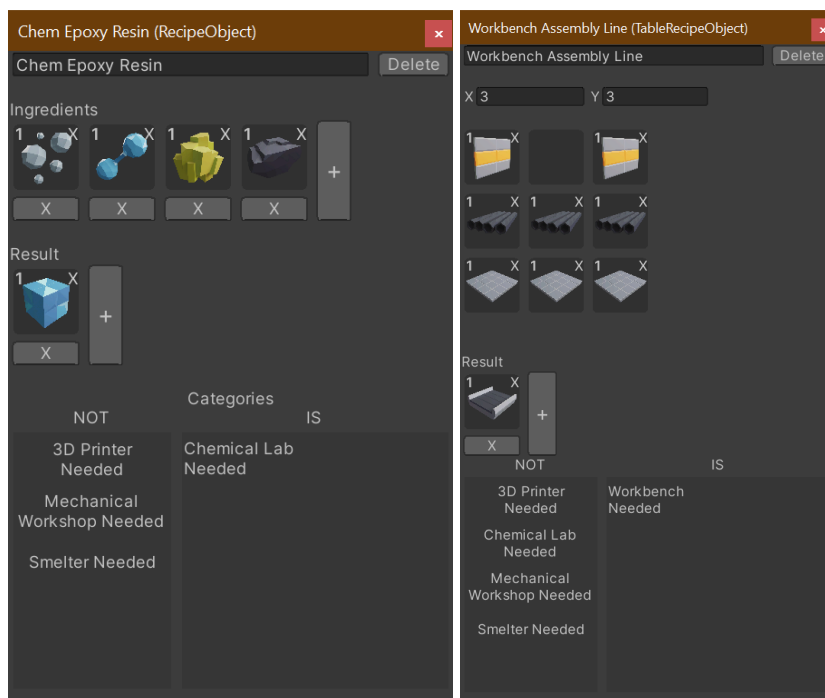 Chem Epoxy Resin (RecipeObject)
×
Chem Epoxy Resin
Delete
Ingredients
1 X 1 X 1 X 1 X
+
X X X X
Result
1 X
+
X
Categories
NOT IS
3D Printer
Needed
Mechanical
Workshop Needed
Smelter Needed
Chemical Lab
Needed
Workbench Assembly Line (TableRecipeObject)
×
Workbench Assembly Line
Delete
X 3 Y 3
1 X 1 X
1 X 1 X 1 X
1 X 1 X 1 X
Result
1 X
+
X
NOT IS
3D Printer
Needed
Chemical Lab
Needed
Mechanical
Workshop Needed
Smelter Needed
Workbench
Needed